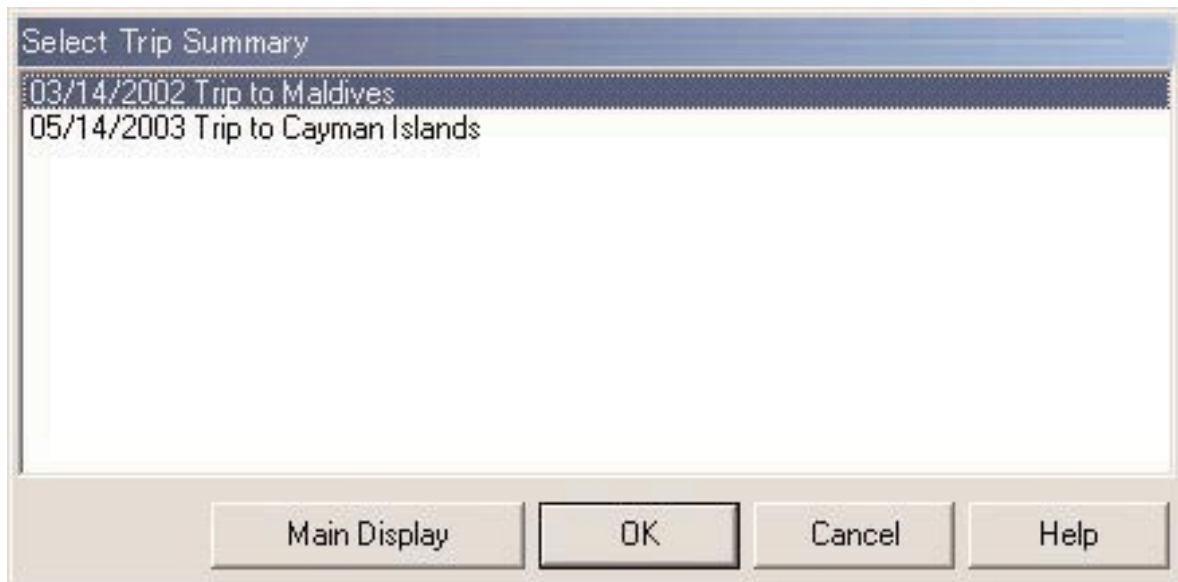 Select Trip Summary
03/14/2002 Trip to Maldives
05/14/2003 Trip to Cayman Islands
Main Display OK Cancel Help